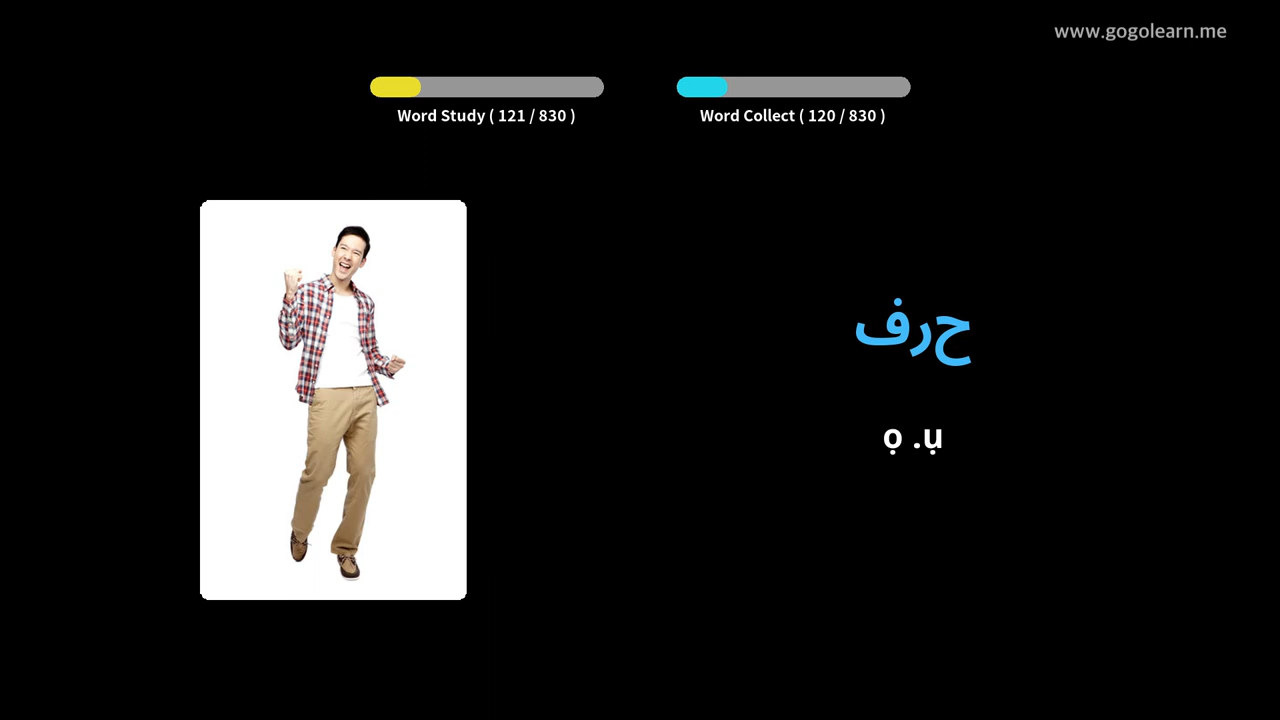 www.gogolearn.me
Word Study ( 121 / 830 )
Word Collect ( 120 / 830 )
حرف
ọ .ụ